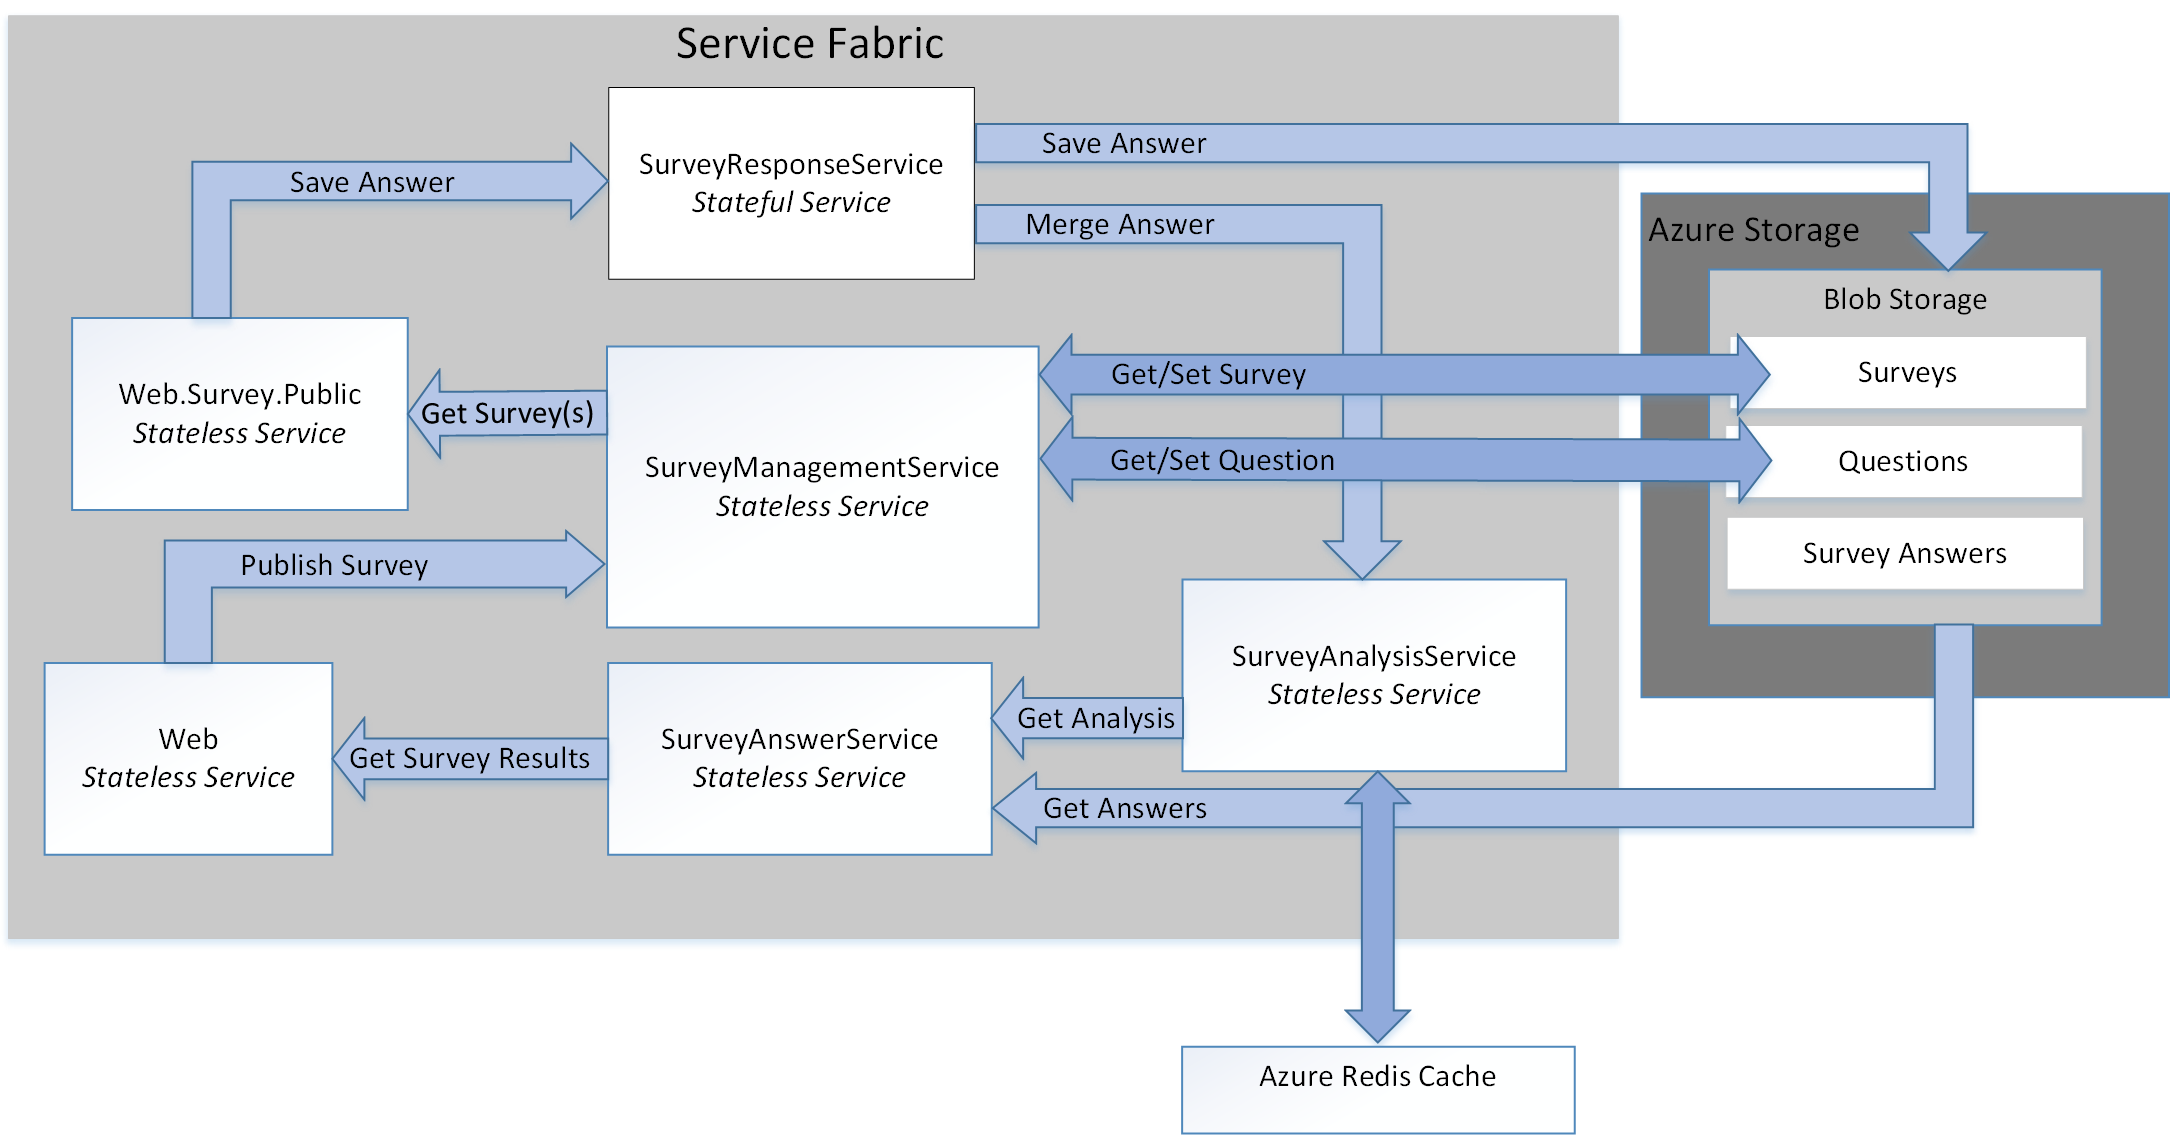 Service Fabric
SurveyResponseService
Stateful Service
Save Answer
Save Answer
Merge Answer
Azure Storage
Blob Storage
Surveys
Questions
Survey Answers
Web.Survey.Public
Stateless Service
Get Survey(s)
SurveyManagementService
Stateless Service
Get/Set Survey
Get/Set Question
Publish Survey
SurveyAnalysisService
Stateless Service
Web
Stateless Service
Get Survey Results
SurveyAnswerService
Stateless Service
Get Analysis
Get Answers
Azure Redis Cache